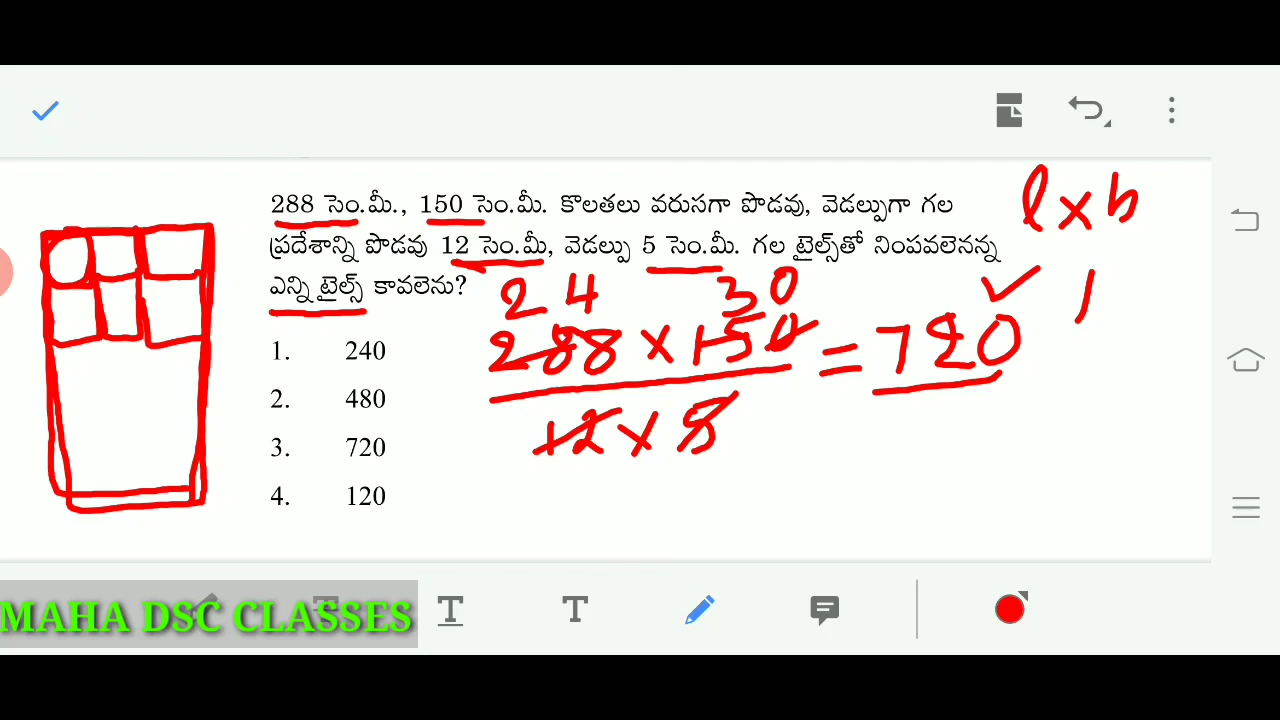 288 సెం.మీ., 150 సెం.మీ. కొలతలు వరుసగా పొడవు, వెడల్పుగా గల
ప్రదేశాన్ని పొడవు 12 సెం.మీ, వెడల్పు 5 సెం.మీ. గల టైల్స్‌తో నింపవలెనన్న
ఎన్ని టైల్స్ కావలెను?
1. 240
2. 480
3. 720
4. 120
l x b
24 30
288 x 150 = 720
12 x 5
T
T
MAHA DSC CLASSES